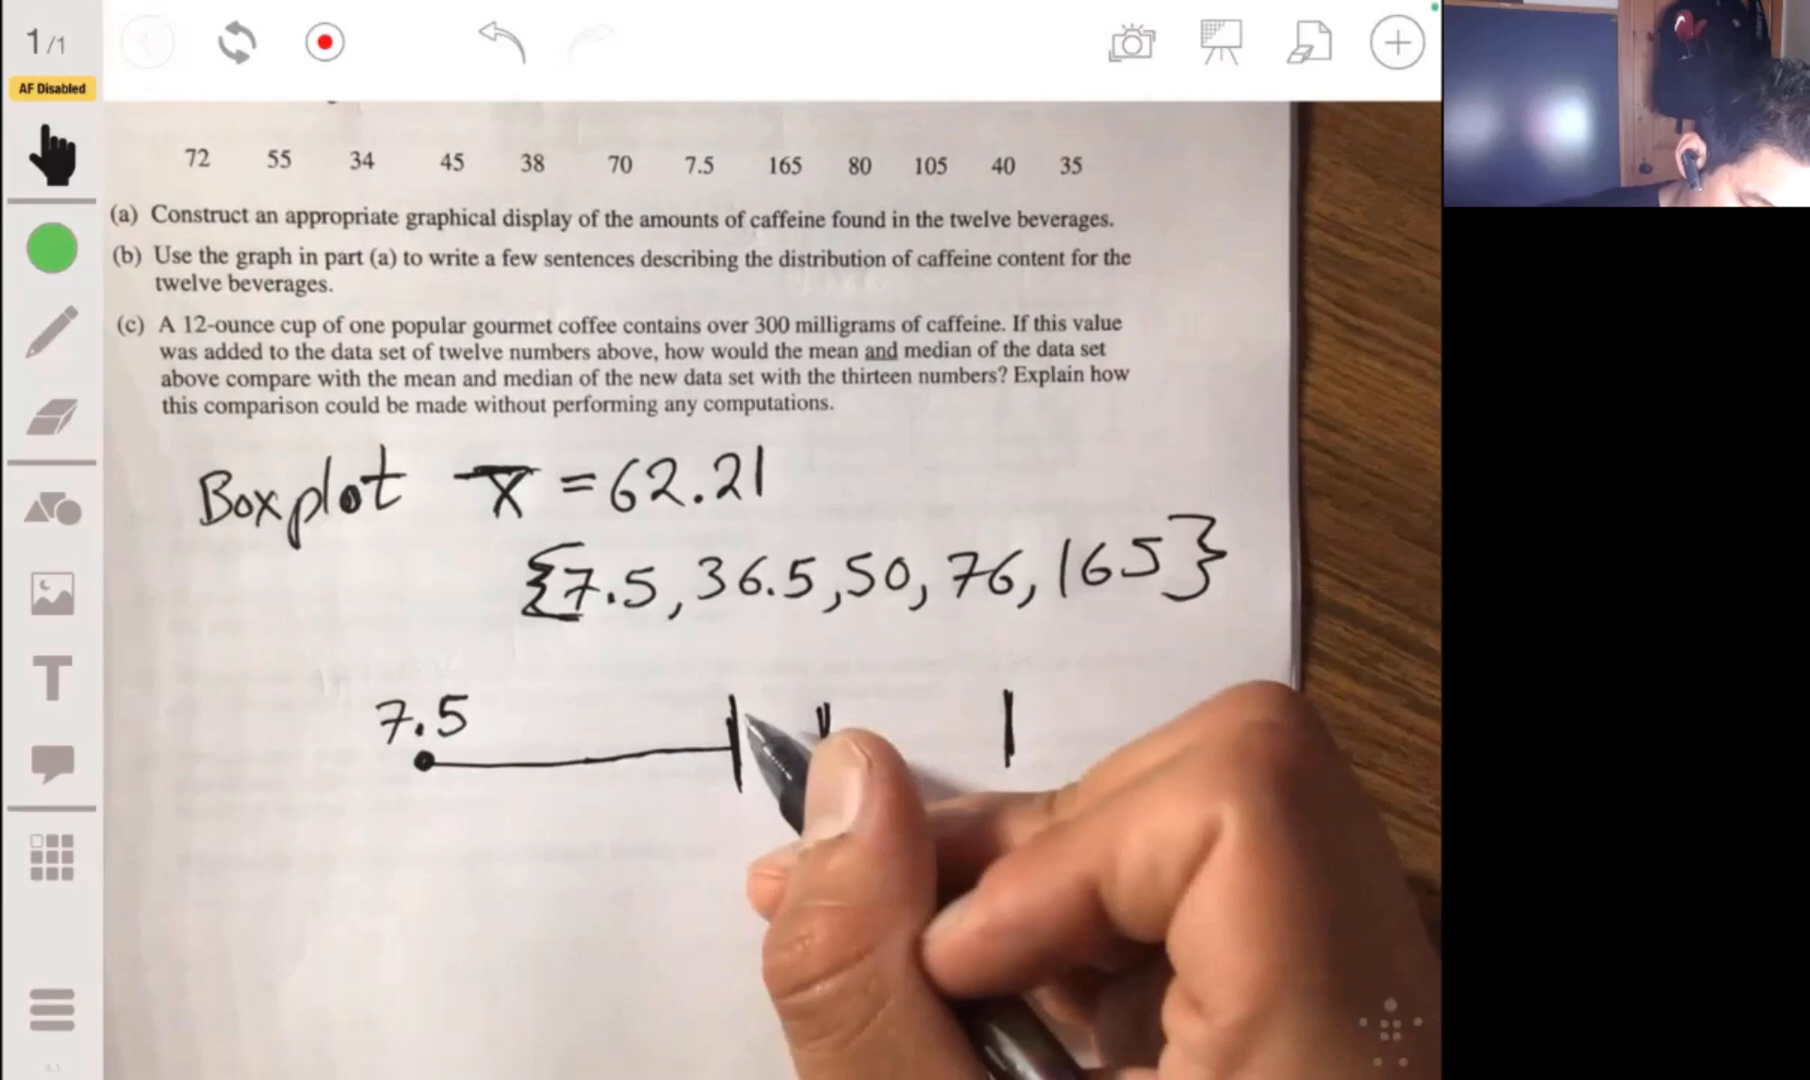 1/1
AF Disabled
72 55 34 45 38 70 7.5 165 80 105 40 35
(a) Construct an appropriate graphical display of the amounts of caffeine found in the twelve beverages.
(b) Use the graph in part (a) to write a few sentences describing the distribution of caffeine content for the
twelve beverages.
(c) A 12-ounce cup of one popular gourmet coffee contains over 300 milligrams of caffeine. If this value
was added to the data set of twelve numbers above, how would the mean and median of the data set
above compare with the mean and median of the new data set with the thirteen numbers? Explain how
this comparison could be made without performing any computations.
Boxplot x̄ = 62.21
{7.5, 36.5, 50, 76, 165}
7.5
T